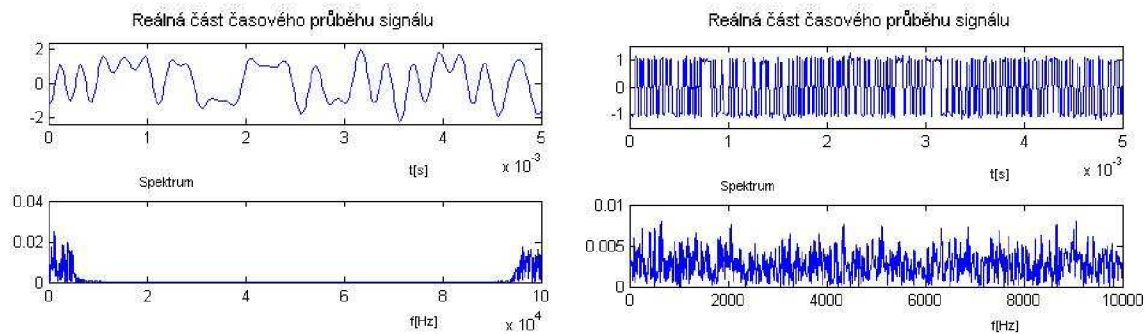 Reálná část časového průběhu signálu
2
0
-2
0 1 2 3 4 5
t[s] x 10^-3
Spektrum
0.04
0.02
0
0 2 4 6 8 10
f[Hz] x 10^4
Reálná část časového průběhu signálu
1
0
-1
0 1 2 3 4 5
t[s] x 10^-3
Spektrum
0.01
0.005
0
0 2000 4000 6000 8000 10000
f[Hz]